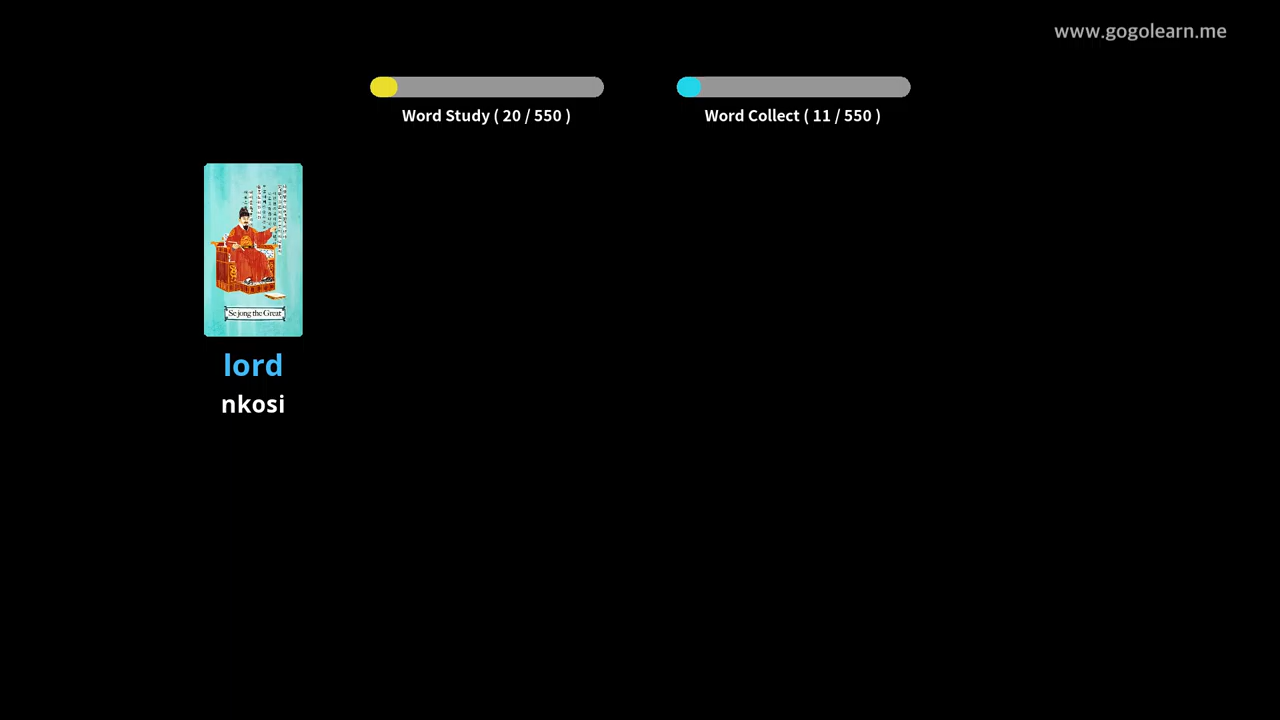 www.gogolearn.me
Word Study ( 20 / 550 )
Word Collect ( 11 / 550 )
Sejong the Great
lord
nkosi